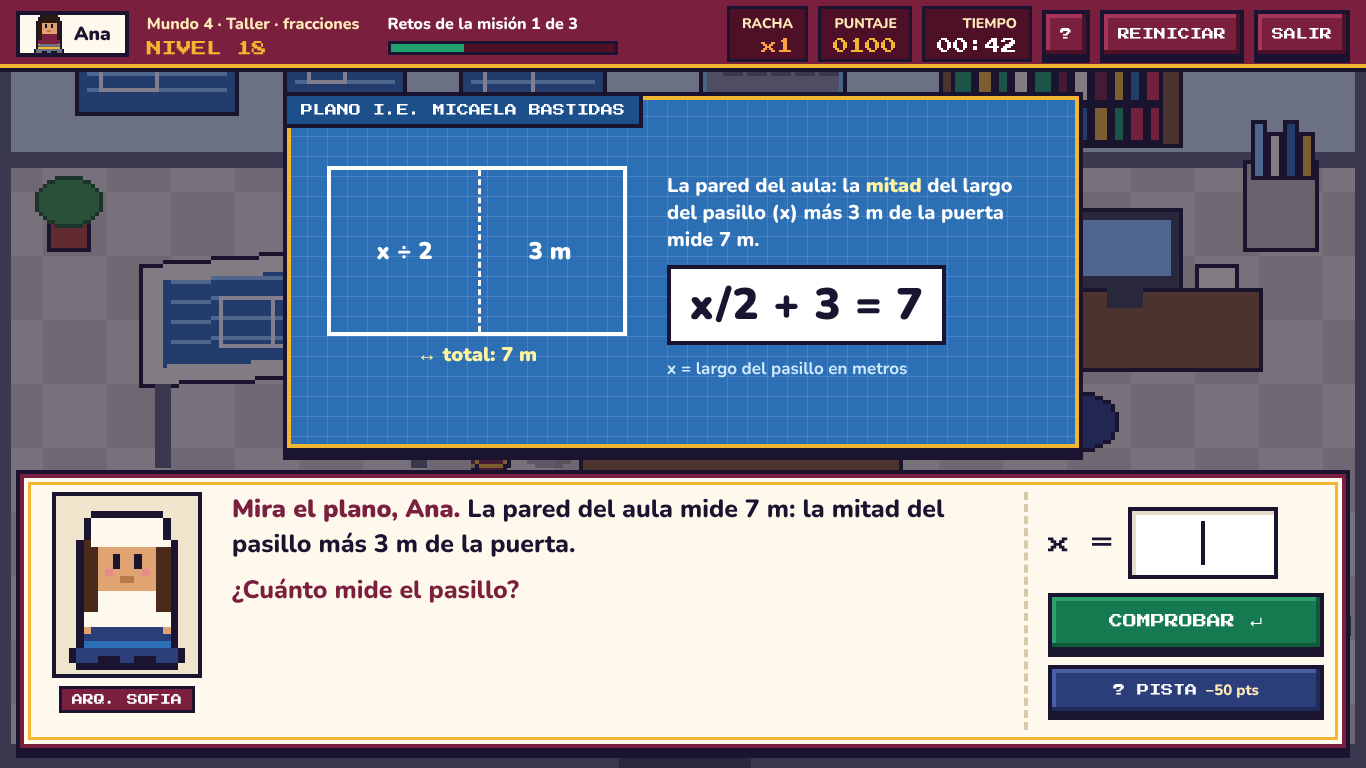 Ana
Mundo 4 · Taller · fracciones
NIVEL 18
Retos de la misión 1 de 3
RACHA
x1
PUNTAJE
0100
TIEMPO
00:42
?
REINICIAR
SALIR
PLANO I.E. MICAELA BASTIDAS
x ÷ 2
3 m
↔ total: 7 m
La pared del aula: la mitad del largo
del pasillo (x) más 3 m de la puerta
mide 7 m.
x/2 + 3 = 7
x = largo del pasillo en metros
ARQ. SOFIA
Mira el plano, Ana. La pared del aula mide 7 m: la mitad del
pasillo más 3 m de la puerta.
¿Cuánto mide el pasillo?
x =
COMPROBAR ↵
? PISTA −50 pts